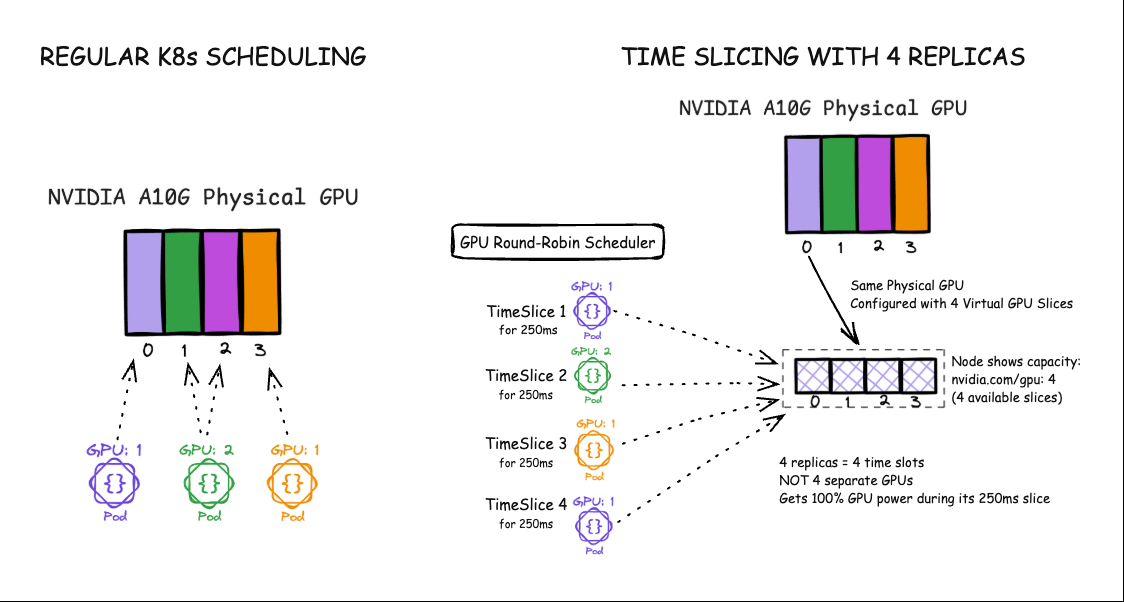 REGULAR K8s SCHEDULING
NVIDIA A10G Physical GPU
0 1 2 3
GPU: 1
Pod
GPU: 2
Pod
GPU: 1
Pod
TIME SLICING WITH 4 REPLICAS
NVIDIA A10G Physical GPU
0 1 2 3
Same Physical GPU
Configured with 4 Virtual GPU Slices
GPU Round-Robin Scheduler
TimeSlice 1
for 250ms
GPU: 1
Pod
TimeSlice 2
for 250ms
GPU: 2
Pod
TimeSlice 3
for 250ms
GPU: 1
Pod
TimeSlice 4
for 250ms
GPU: 1
Pod
0 1 2 3
Node shows capacity:
nvidia.com/gpu: 4
(4 available slices)
4 replicas = 4 time slots
NOT 4 separate GPUs
Gets 100% GPU power during its 250ms slice